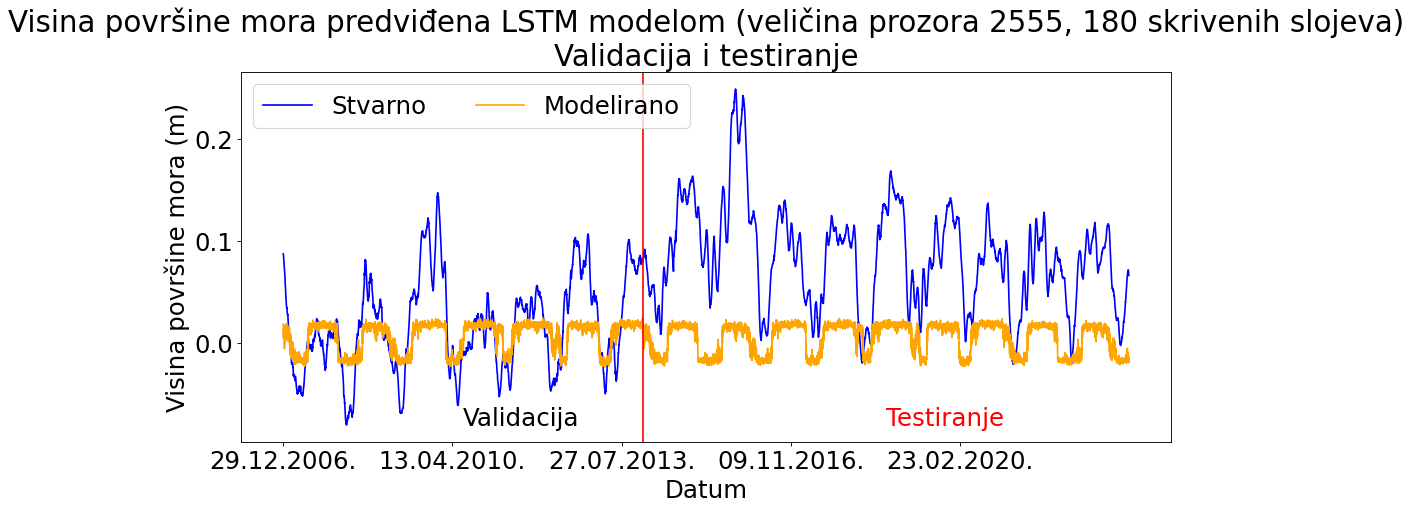 Visina površine mora predviđena LSTM modelom (veličina prozora 2555, 180 skrivenih slojeva)
Validacija i testiranje
Stvarno
Modelirano
Visina površine mora (m)
0.2
0.1
0.0
Validacija
Testiranje
29.12.2006.
13.04.2010.
27.07.2013.
09.11.2016.
23.02.2020.
Datum